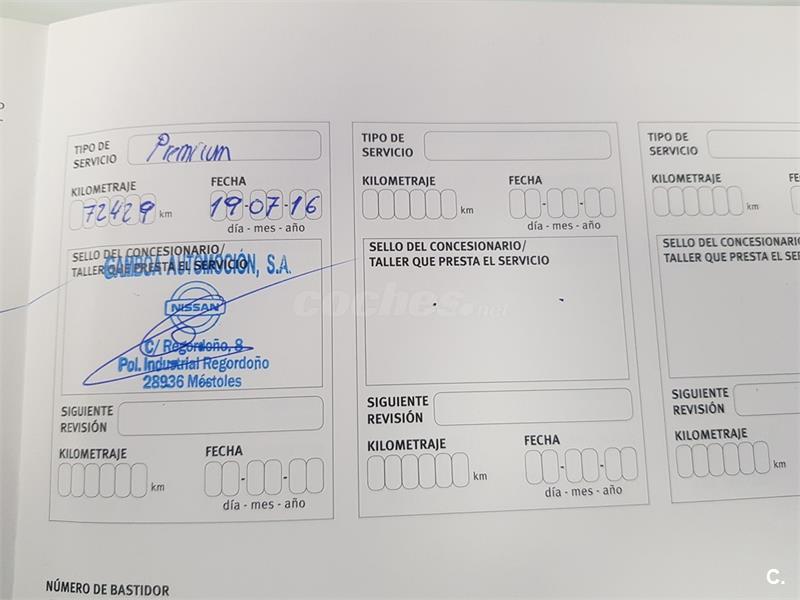 TIPO DE
SERVICIO
Premium
KILOMETRAJE
72429 km
FECHA
19-07-16
día - mes - año
SELLO DEL CONCESIONARIO/
TALLER QUE PRESTA EL SERVICIO
GAMBOA AUTOMOCIÓN, S.A.
NISSAN
C/ Regordoño, 8
Pol. Industrial Regordoño
28936 Móstoles
SIGUIENTE
REVISIÓN
KILOMETRAJE
km
FECHA
día - mes - año
TIPO DE
SERVICIO
KILOMETRAJE
km
FECHA
día - mes - año
SELLO DEL CONCESIONARIO/
TALLER QUE PRESTA EL SERVICIO
coches.net
SIGUIENTE
REVISIÓN
KILOMETRAJE
km
FECHA
día - mes - año
TIPO DE
SERVICIO
KILOMETRAJE
km
SELLO DEL CONCESIONARIO/
TALLER QUE PRESTA EL SER
SIGUIENTE
REVISIÓN
KILOMETRAJE
km
NÚMERO DE BASTIDOR
C.